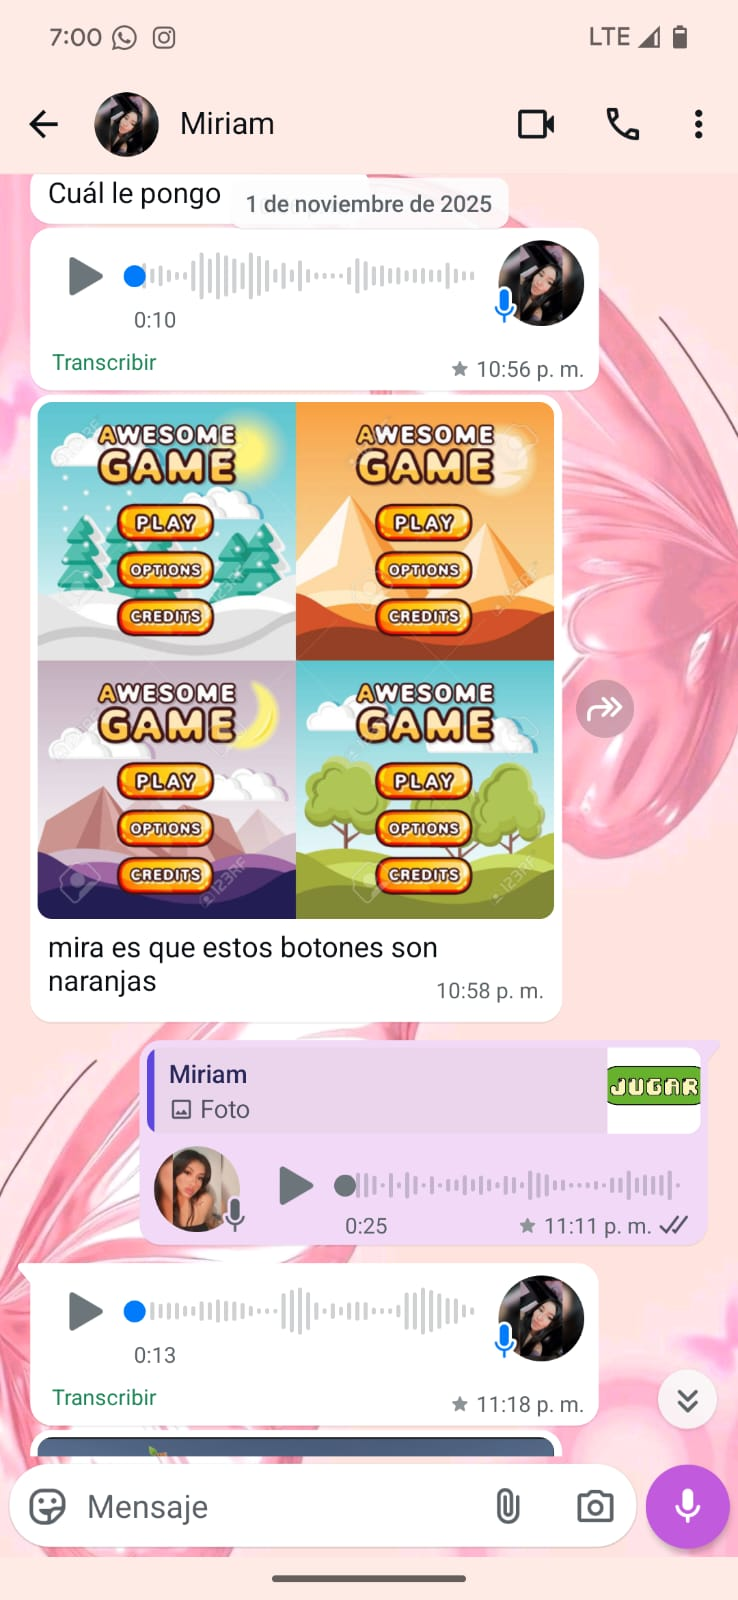 7:00
LTE
Miriam
Cuál le pongo
1 de noviembre de 2025
0:10
Transcribir
10:56 p. m.
AWESOME
GAME
PLAY
OPTIONS
CREDITS
AWESOME
GAME
PLAY
OPTIONS
CREDITS
AWESOME
GAME
PLAY
OPTIONS
CREDITS
123RF
AWESOME
GAME
PLAY
OPTIONS
CREDITS
123RF
mira es que estos botones son
naranjas
10:58 p. m.
Miriam
Foto
JUGAR
0:25
11:11 p. m.
0:13
Transcribir
11:18 p. m.
Mensaje